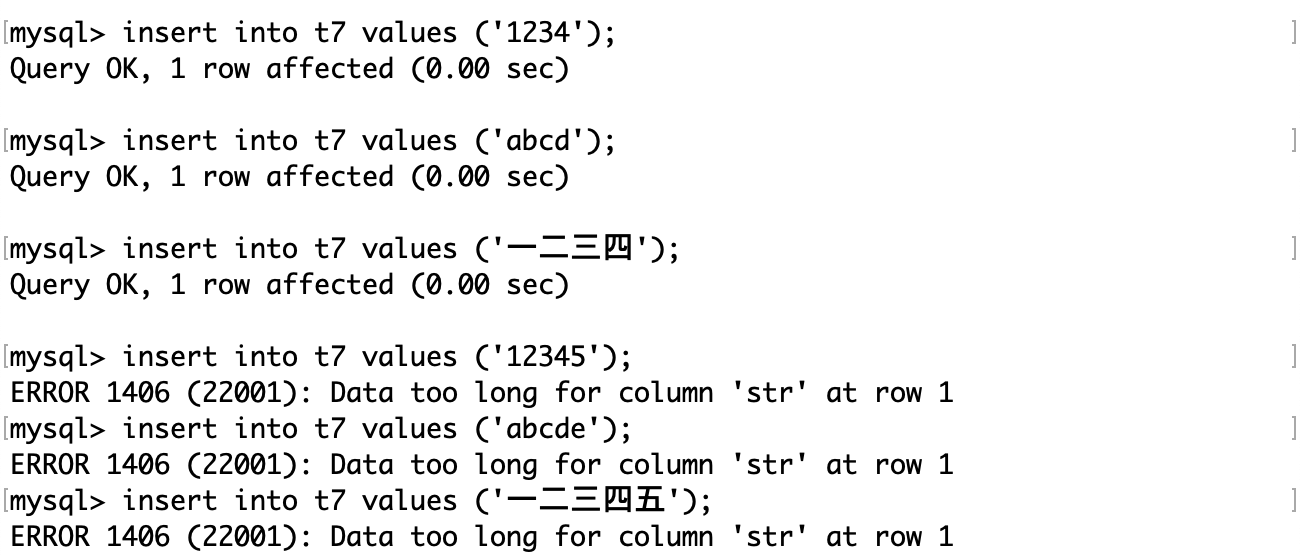 [mysql> insert into t7 values ('1234'); ]
Query OK, 1 row affected (0.00 sec)
[mysql> insert into t7 values ('abcd'); ]
Query OK, 1 row affected (0.00 sec)
[mysql> insert into t7 values ('一二三四'); ]
Query OK, 1 row affected (0.00 sec)
[mysql> insert into t7 values ('12345'); ]
ERROR 1406 (22001): Data too long for column 'str' at row 1
[mysql> insert into t7 values ('abcde'); ]
ERROR 1406 (22001): Data too long for column 'str' at row 1
[mysql> insert into t7 values ('一二三四五'); ]
ERROR 1406 (22001): Data too long for column 'str' at row 1